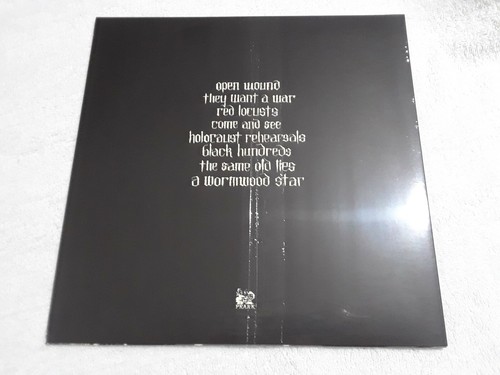 open wound
they want a war
red locusts
come and see
holocaust rehearsals
black hundreds
the same old lies
a wormwood star